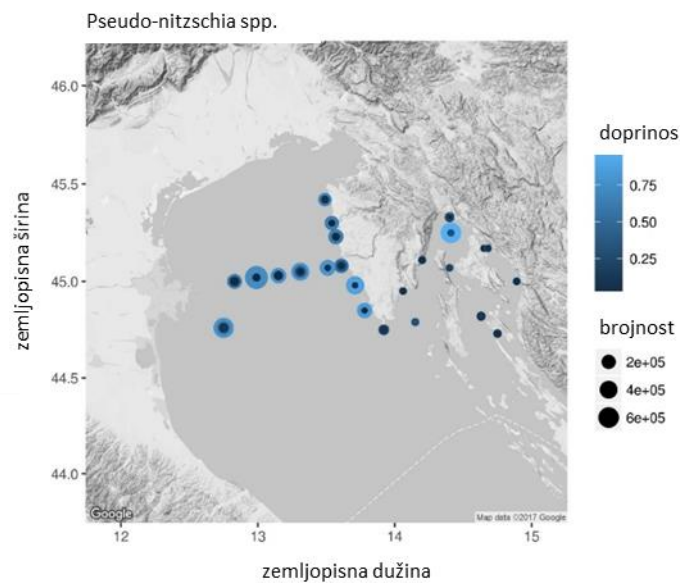 Pseudo-nitzschia spp.
46.0
45.5
45.0
44.5
44.0
zemljopisna širina
12
13
14
15
zemljopisna dužina
Google
Map data ©2017 Google
doprinos
0.75
0.50
0.25
brojnost
2e+05
4e+05
6e+05